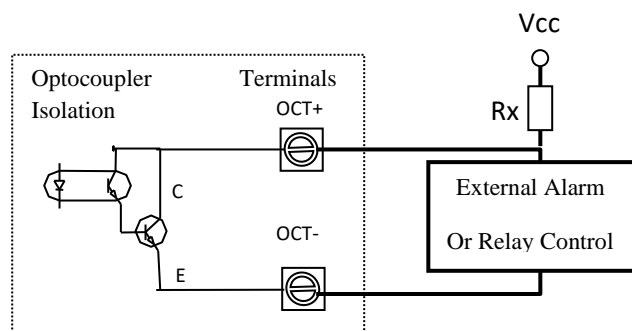 Vcc
Optocoupler Isolation
Terminals
OCT+
Rx
C
External Alarm
Or Relay Control
OCT-
E